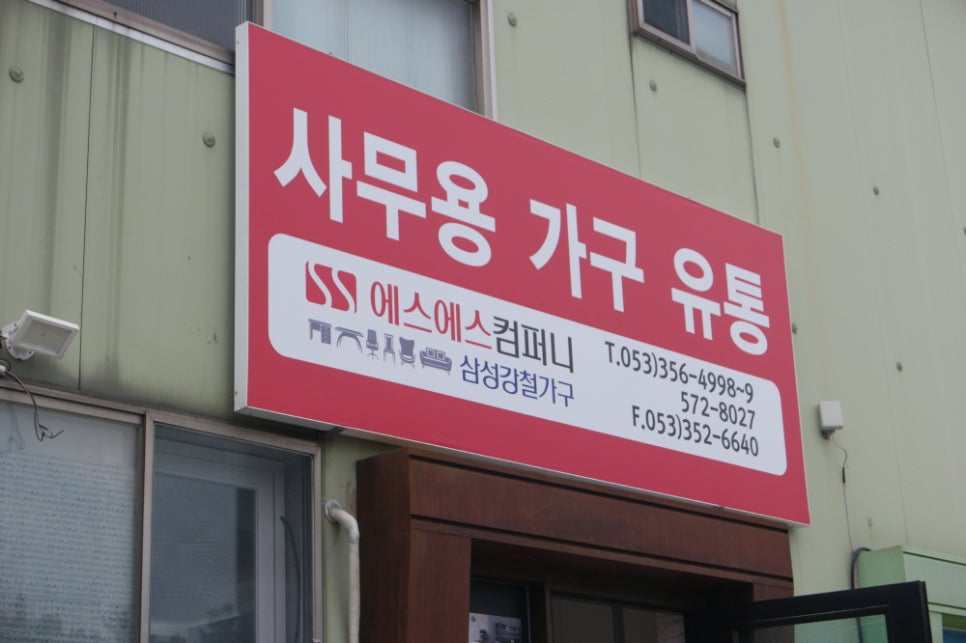 사무용 가구 유통
SS 에스에스컴퍼니
삼성강철가구
T.053)356-4998~9
572-8027
F.053)352-6640